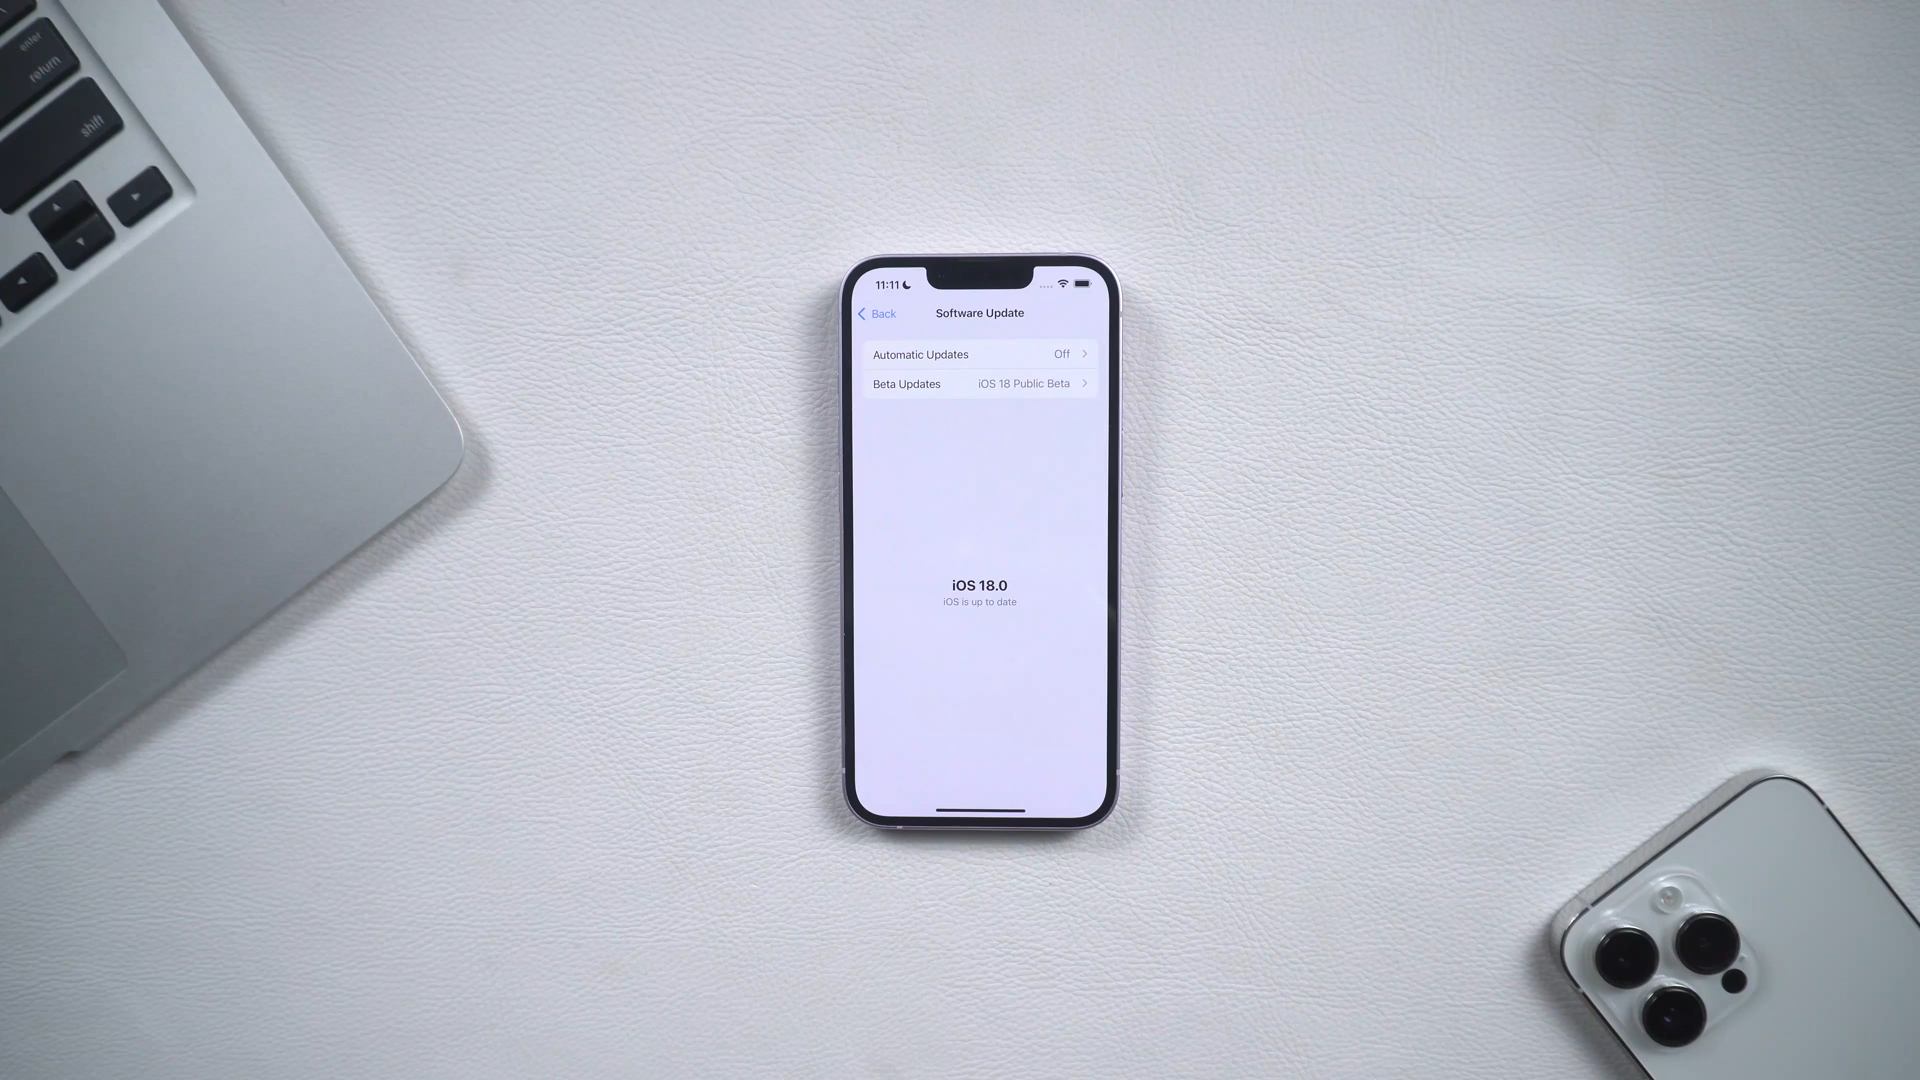 enter
return
shift
11:11
Back
Software Update
Automatic Updates Off
Beta Updates iOS 18 Public Beta
iOS 18.0
iOS is up to date